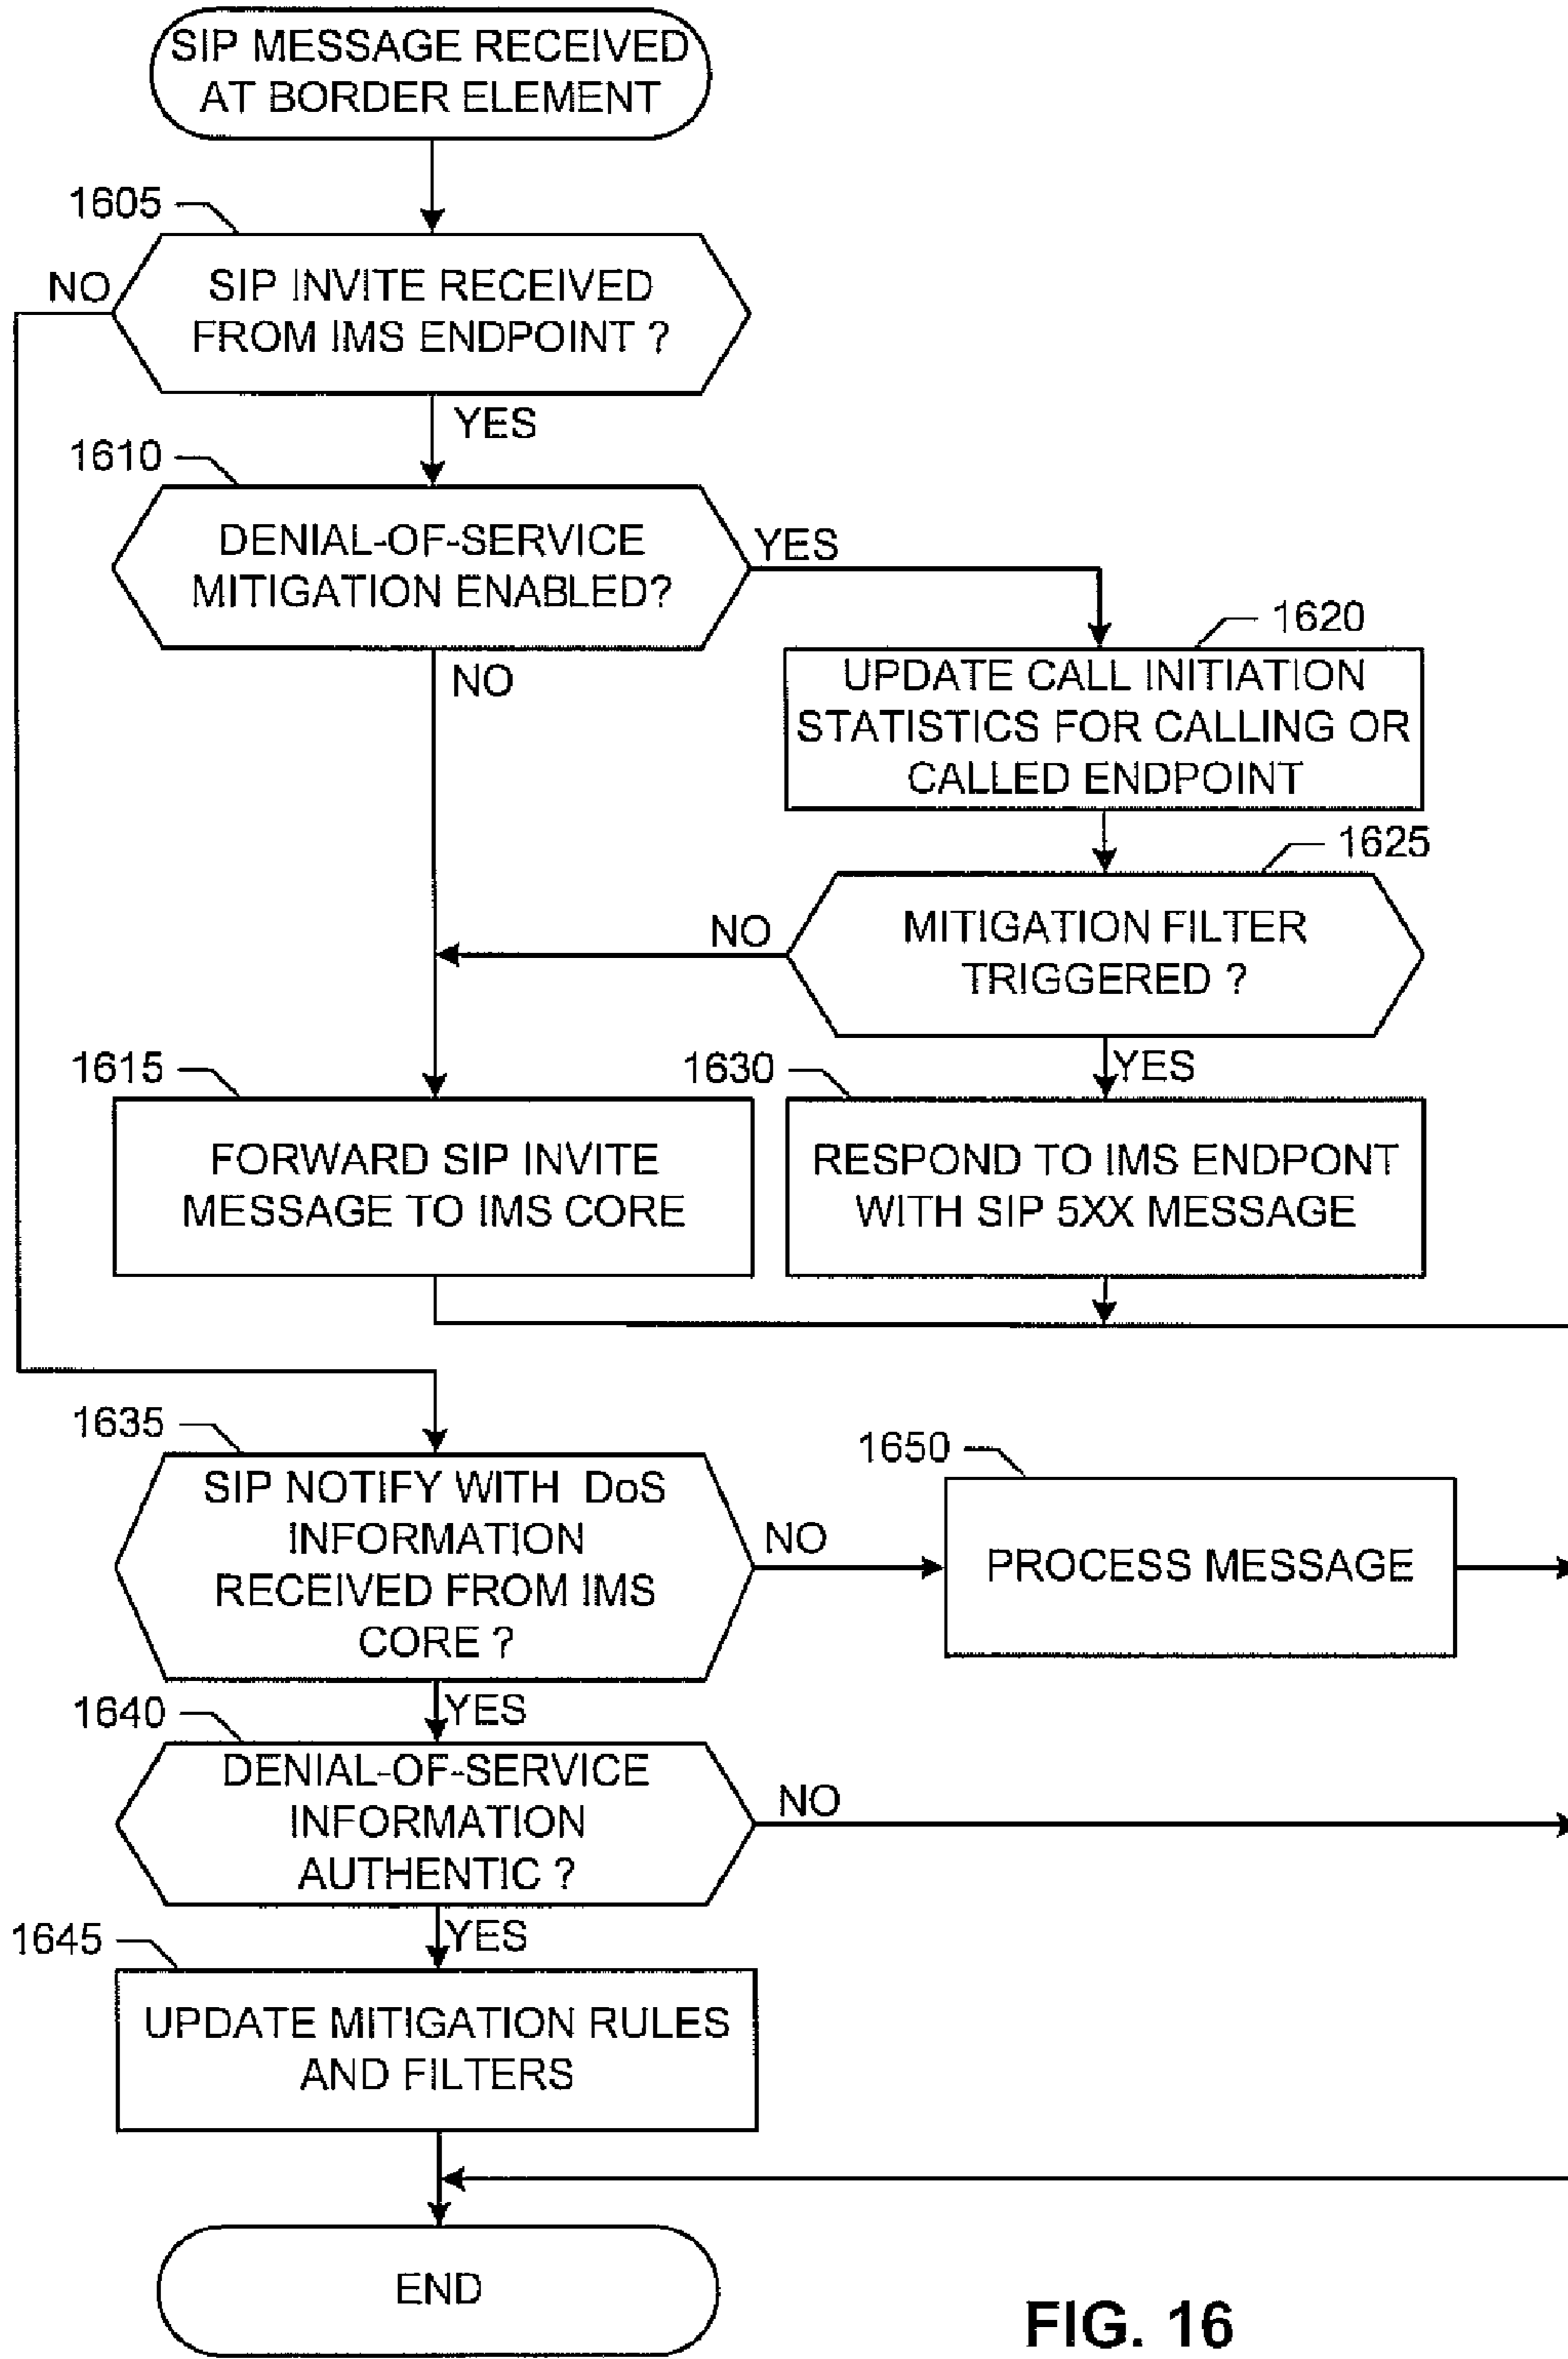 SIP MESSAGE RECEIVED
AT BORDER ELEMENT
1605
NO
SIP INVITE RECEIVED
FROM IMS ENDPOINT ?
YES
1610
DENIAL-OF-SERVICE
MITIGATION ENABLED?
YES
NO
1620
UPDATE CALL INITIATION
STATISTICS FOR CALLING OR
CALLED ENDPOINT
1625
NO
MITIGATION FILTER
TRIGGERED ?
YES
1615
FORWARD SIP INVITE
MESSAGE TO IMS CORE
1630
RESPOND TO IMS ENDPONT
WITH SIP 5XX MESSAGE
1635
SIP NOTIFY WITH DoS
INFORMATION
RECEIVED FROM IMS
CORE ?
NO
1650
PROCESS MESSAGE
YES
1640
DENIAL-OF-SERVICE
INFORMATION
AUTHENTIC ?
NO
YES
1645
UPDATE MITIGATION RULES
AND FILTERS
END
FIG. 16